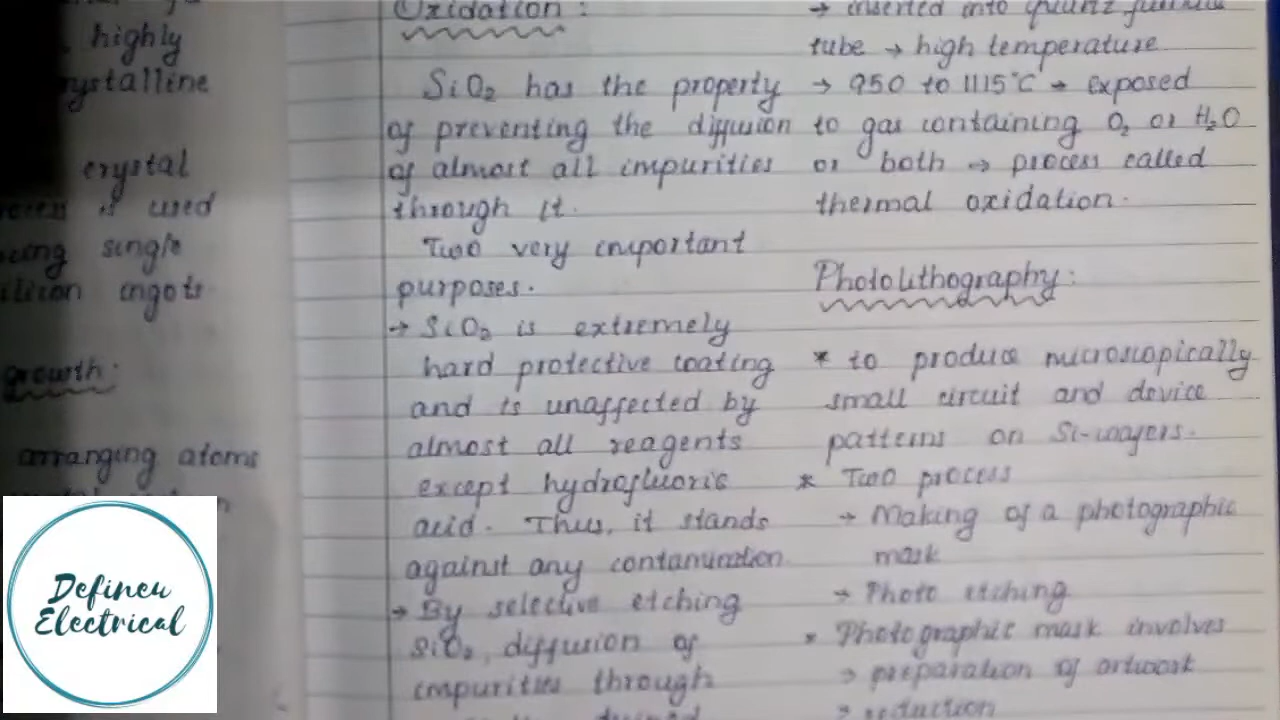 highly
crystal
is used
single
ingots
growth:
arranging atoms
Oxidation:
SiO2 has the property
of preventing the diffusion
of almost all impurities
through it.
Two very important
purposes.
→ SiO2 is extremely
hard protective coating
and is unaffected by
almost all reagents
except hydrofluoric
acid. Thus, it stands
against any contamination
→ By selective etching
SiO2, diffusion of
impurities through
→ inserted into quartz furnace
tube → high temperature
→ 950 to 1115°C → exposed
to gas containing O2 or H2O
or both → process called
thermal oxidation.
Photolithography:
* to produce microscopically
small circuit and device
patterns on Si-wafers.
* Two process
→ Making of a photographic
mask
→ Photo etching
* Photographic mask involves
→ preparation of artwork
→ reduction
Defineu
Electrical